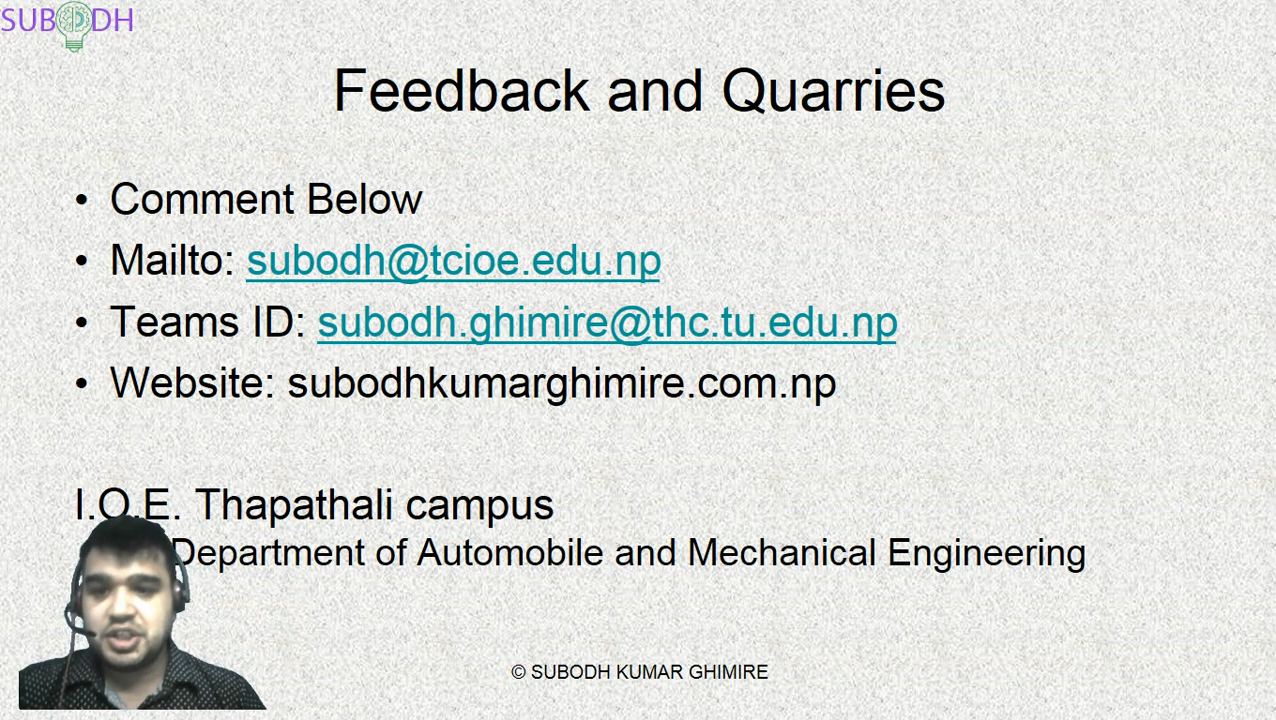 SUBODH
Feedback and Quarries
• Comment Below
• Mailto: subodh@tcioe.edu.np
• Teams ID: subodh.ghimire@thc.tu.edu.np
• Website: subodhkumarghimire.com.np
I.O.E. Thapathali campus
Department of Automobile and Mechanical Engineering
© SUBODH KUMAR GHIMIRE